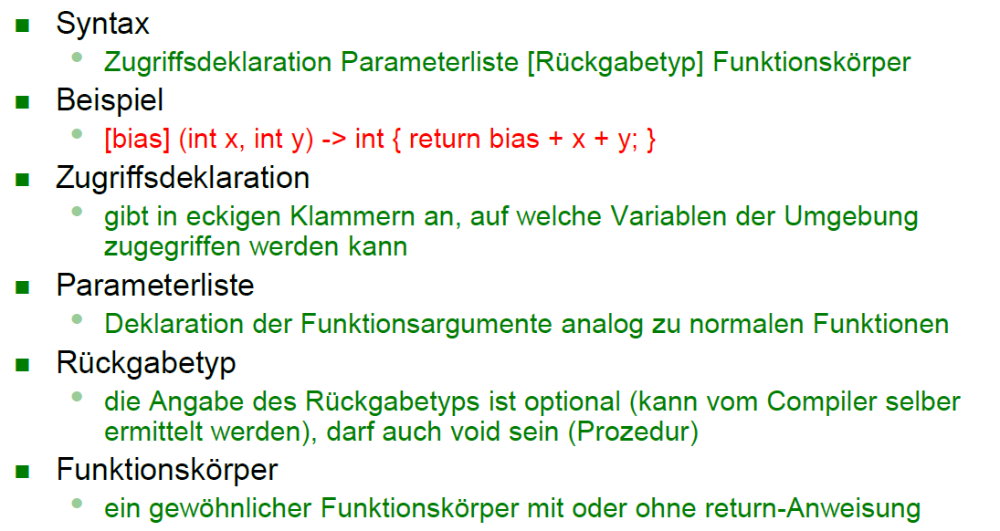 Syntax
Zugriffsdeklaration Parameterliste [Rückgabetyp] Funktionskörper
Beispiel
[bias] (int x, int y) -> int { return bias + x + y; }
Zugriffsdeklaration
gibt in eckigen Klammern an, auf welche Variablen der Umgebung
zugegriffen werden kann
Parameterliste
Deklaration der Funktionsargumente analog zu normalen Funktionen
Rückgabetyp
die Angabe des Rückgabetyps ist optional (kann vom Compiler selber
ermittelt werden), darf auch void sein (Prozedur)
Funktionskörper
ein gewöhnlicher Funktionskörper mit oder ohne return-Anweisung